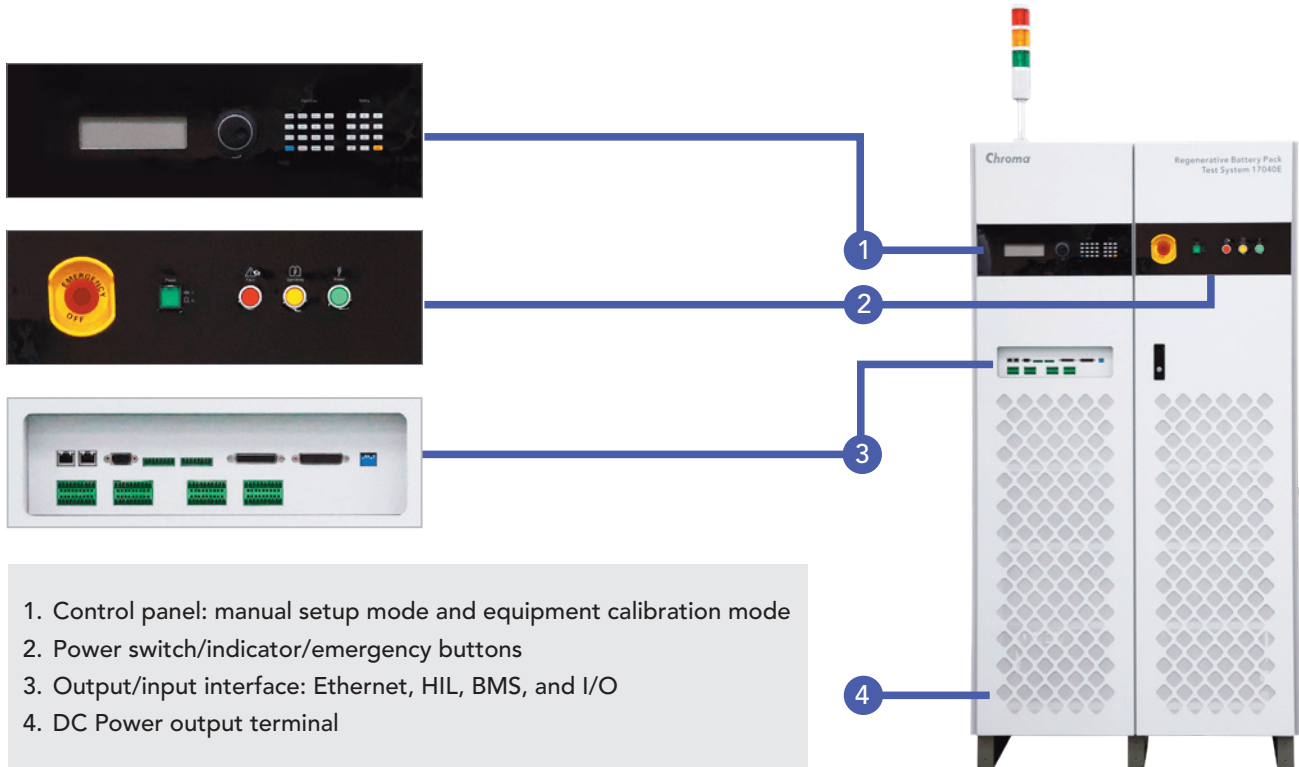 Chroma
Regenerative Battery Pack
Test System 17040E
EMERGENCY
OFF
Power
1
2
3
4
1. Control panel: manual setup mode and equipment calibration mode
2. Power switch/indicator/emergency buttons
3. Output/input interface: Ethernet, HIL, BMS, and I/O
4. DC Power output terminal